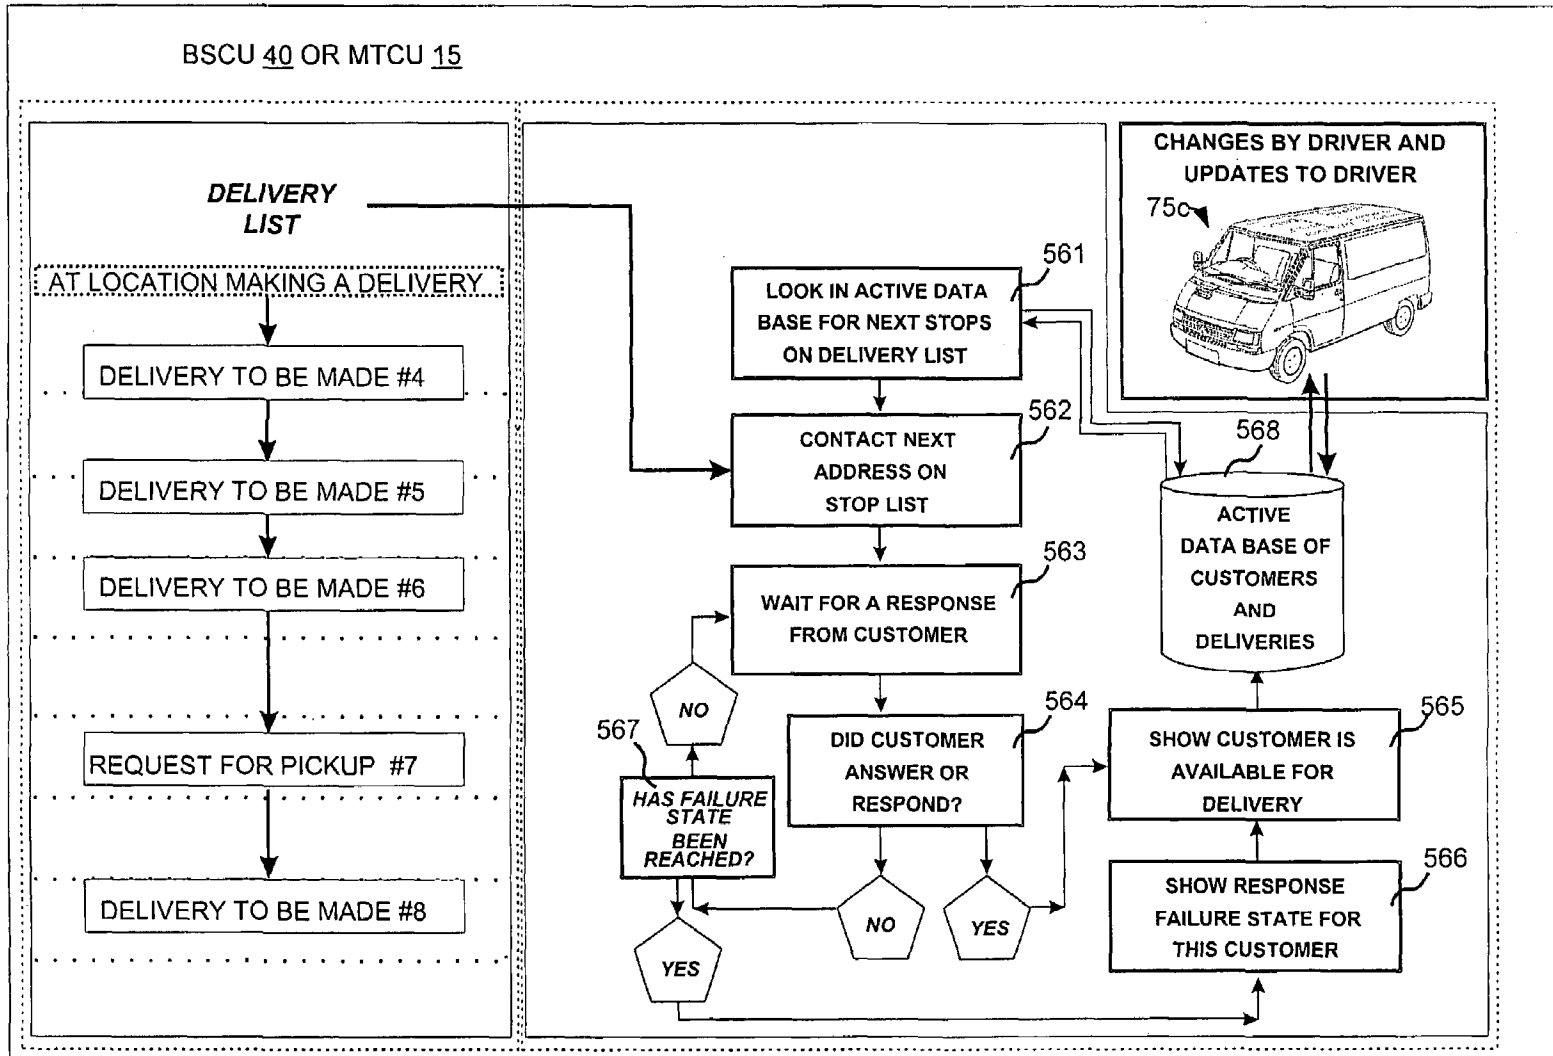 BSCU 40 OR MTCU 15
DELIVERY
LIST
AT LOCATION MAKING A DELIVERY
DELIVERY TO BE MADE #4
DELIVERY TO BE MADE #5
DELIVERY TO BE MADE #6
REQUEST FOR PICKUP #7
DELIVERY TO BE MADE #8
561
LOOK IN ACTIVE DATA
BASE FOR NEXT STOPS
ON DELIVERY LIST
562
CONTACT NEXT
ADDRESS ON
STOP LIST
563
WAIT FOR A RESPONSE
FROM CUSTOMER
NO
564
DID CUSTOMER
ANSWER OR
RESPOND?
567
HAS FAILURE
STATE
BEEN
REACHED?
NO
YES
YES
CHANGES BY DRIVER AND
UPDATES TO DRIVER
75c
568
ACTIVE
DATA BASE OF
CUSTOMERS
AND
DELIVERIES
565
SHOW CUSTOMER IS
AVAILABLE FOR
DELIVERY
566
SHOW RESPONSE
FAILURE STATE FOR
THIS CUSTOMER